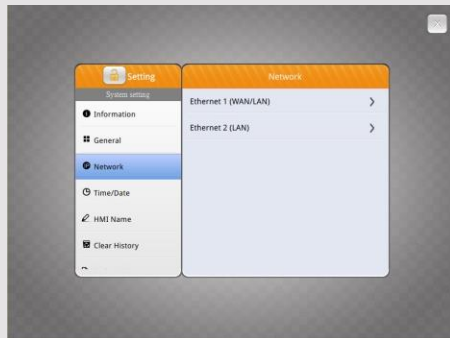 Setting
System setting
Information
General
Network
Time/Date
HMI Name
Clear History
Network
Ethernet 1 (WAN/LAN)
Ethernet 2 (LAN)